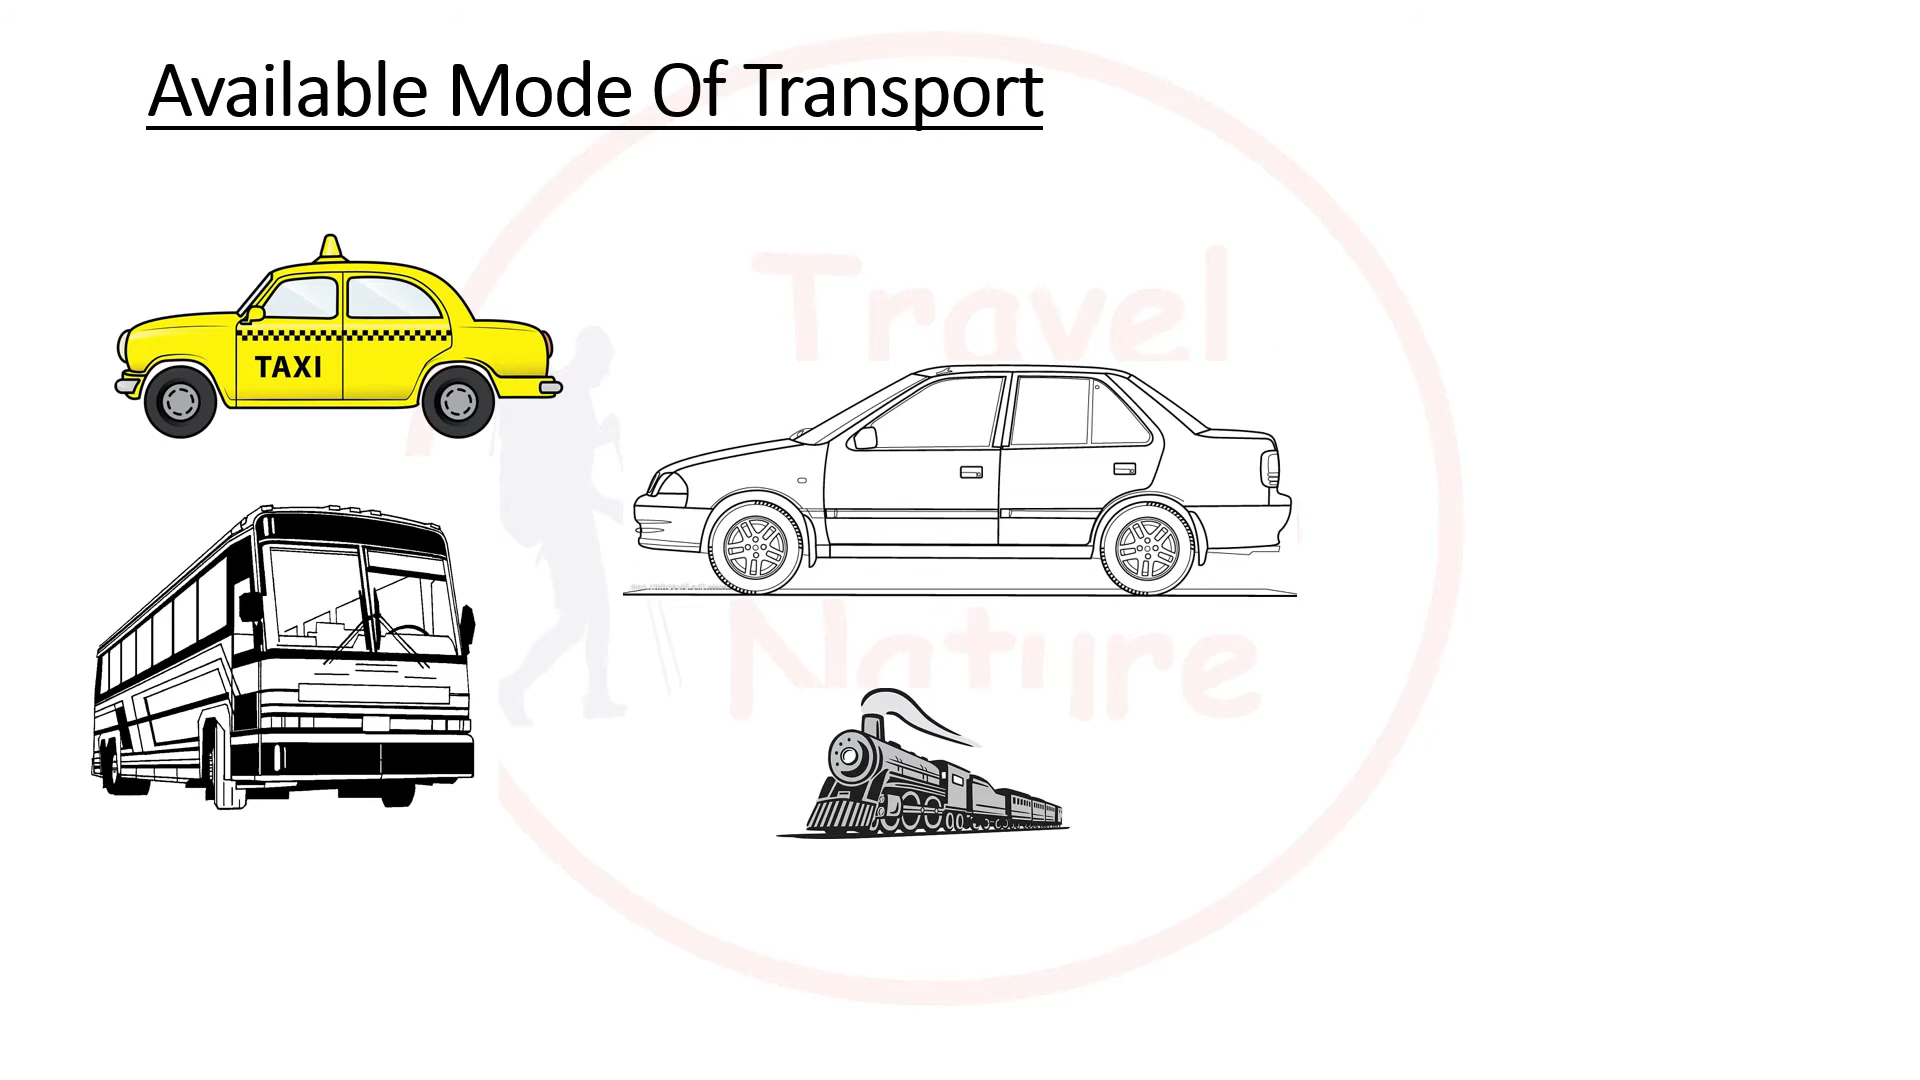 Available Mode Of Transport
Travel
TAXI
Nature